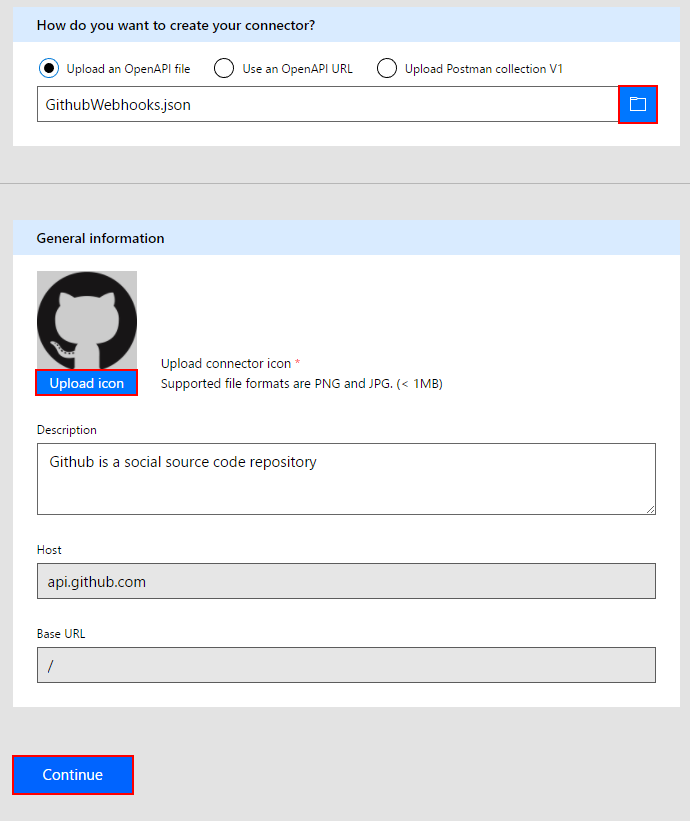 How do you want to create your connector?
Upload an OpenAPI file Use an OpenAPI URL Upload Postman collection V1
GithubWebhooks.json
General information
Upload connector icon *
Upload icon Supported file formats are PNG and JPG. (< 1MB)
Description
Github is a social source code repository
Host
api.github.com
Base URL
/
Continue